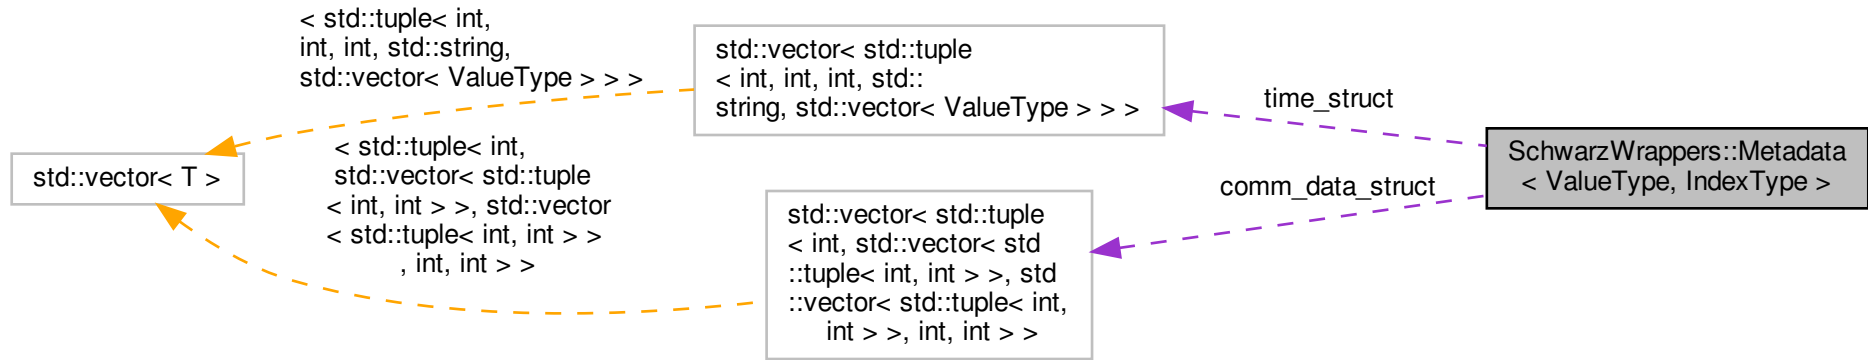 < std::tuple< int,
int, int, std::string,
std::vector< ValueType > > >
std::vector< std::tuple
< int, int, int, std::
string, std::vector< ValueType > > >
time_struct
SchwarzWrappers::Metadata
< ValueType, IndexType >
std::vector< T >
< std::tuple< int,
std::vector< std::tuple
< int, int > >, std::vector
< std::tuple< int, int > >
, int, int > >
comm_data_struct
std::vector< std::tuple
< int, std::vector< std
::tuple< int, int > >, std
::vector< std::tuple< int,
int > >, int, int > >